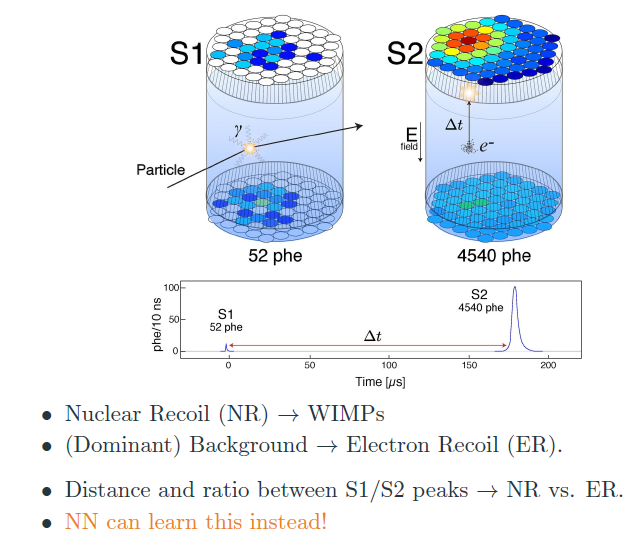 S1
S2
γ
Δt
E
field
e-
Particle
52 phe
4540 phe
phe/10 ns
100
50
0
S1
52 phe
S2
4540 phe
Δt
0
50
100
150
200
Time [μs]
• Nuclear Recoil (NR) → WIMPs
• (Dominant) Background → Electron Recoil (ER).
• Distance and ratio between S1/S2 peaks → NR vs. ER.
• NN can learn this instead!